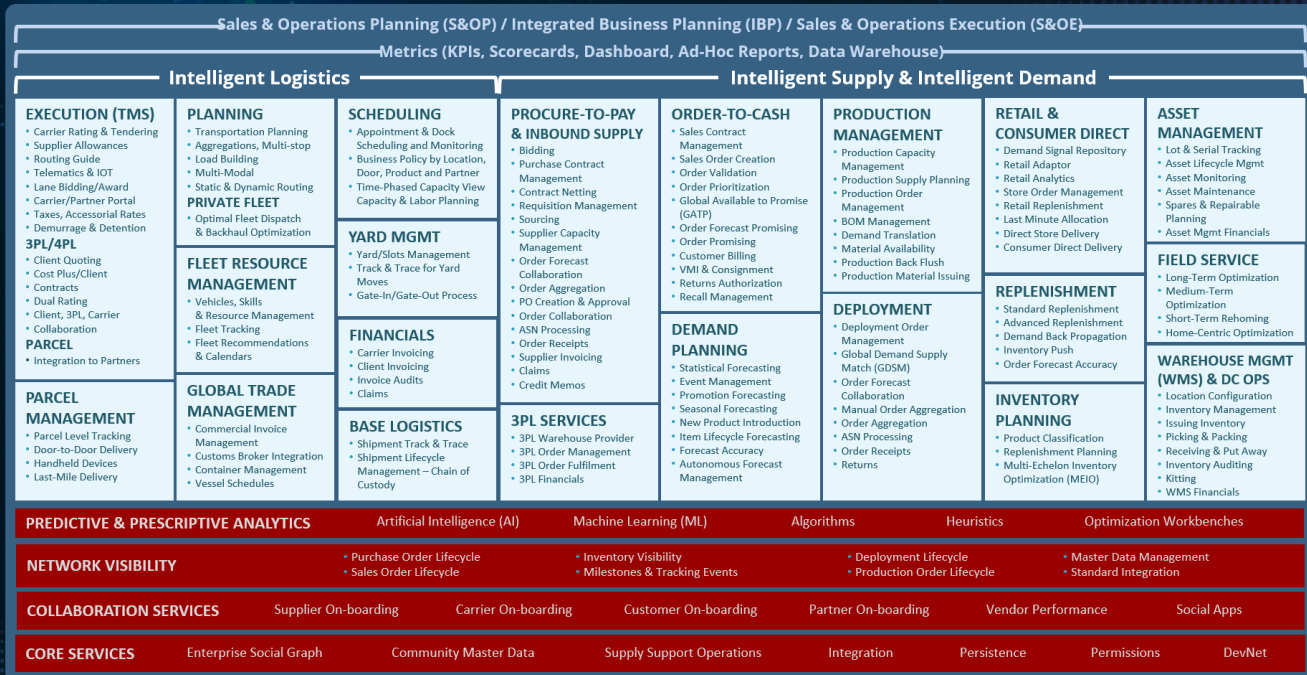 Sales & Operations Planning (S&OP) / Integrated Business Planning (IBP) / Sales & Operations Execution (S&OE)
Metrics (KPIs, Scorecards, Dashboard, Ad-Hoc Reports, Data Warehouse)
Intelligent Logistics
Intelligent Supply & Intelligent Demand
EXECUTION (TMS)
• Carrier Rating & Tendering
• Supplier Allowances
• Routing Guide
• Telematics & IOT
• Lane Bidding/Award
• Carrier/Partner Portal
• Taxes, Accessorial Rates
• Demurrage & Detention
3PL/4PL
• Client Quoting
• Cost Plus/Client
• Contracts
• Dual Rating
• Client, 3PL, Carrier
• Collaboration
PARCEL
• Integration to Partners
PARCEL
MANAGEMENT
• Parcel Level Tracking
• Door-to-Door Delivery
• Handheld Devices
• Last-Mile Delivery
PLANNING
• Transportation Planning
• Aggregations, Multi-stop
• Load Building
• Multi-Modal
• Static & Dynamic Routing
PRIVATE FLEET
• Optimal Fleet Dispatch
& Backhaul Optimization
FLEET RESOURCE
MANAGEMENT
• Vehicles, Skills
& Resource Management
• Fleet Tracking
• Fleet Recommendations
& Calendars
GLOBAL TRADE
MANAGEMENT
• Commercial Invoice
Management
• Customs Broker Integration
• Container Management
• Vessel Schedules
SCHEDULING
• Appointment & Dock
Scheduling and Monitoring
• Business Policy by Location,
Door, Product and Partner
• Time-Phased Capacity View
Capacity & Labor Planning
YARD MGMT
• Yard/Slots Management
• Track & Trace for Yard
Moves
• Gate-In/Gate-Out Process
FINANCIALS
• Carrier Invoicing
• Client Invoicing
• Invoice Audits
• Claims
BASE LOGISTICS
• Shipment Track & Trace
• Shipment Lifecycle
Management – Chain of
Custody
PROCURE-TO-PAY
& INBOUND SUPPLY
• Bidding
• Purchase Contract
Management
• Contract Netting
• Requisition Management
• Sourcing
• Supplier Capacity
Management
• Order Forecast
Collaboration
• Order Aggregation
• PO Creation & Approval
• Order Collaboration
• ASN Processing
• Order Receipts
• Supplier Invoicing
• Claims
• Credit Memos
3PL SERVICES
• 3PL Warehouse Provider
• 3PL Order Management
• 3PL Order Fulfilment
• 3PL Financials
ORDER-TO-CASH
• Sales Contract
Management
• Sales Order Creation
• Order Validation
• Order Prioritization
• Global Available to Promise
(GATP)
• Order Forecast Promising
• Order Promising
• Customer Billing
• VMI & Consignment
• Returns Authorization
• Recall Management
DEMAND
PLANNING
• Statistical Forecasting
• Event Management
• Promotion Forecasting
• Seasonal Forecasting
• New Product Introduction
• Item Lifecycle Forecasting
• Forecast Accuracy
• Autonomous Forecast
Management
PRODUCTION
MANAGEMENT
• Production Capacity
Management
• Production Supply Planning
• Production Order
Management
• BOM Management
• Demand Translation
• Material Availability
• Production Back Flush
• Production Material Issuing
DEPLOYMENT
• Deployment Order
Management
• Global Demand Supply
Match (GDSM)
• Order Forecast
Collaboration
• Manual Order Aggregation
• Order Aggregation
• ASN Processing
• Order Receipts
• Returns
RETAIL &
CONSUMER DIRECT
• Demand Signal Repository
• Retail Adaptor
• Retail Analytics
• Store Order Management
• Retail Replenishment
• Last Minute Allocation
• Direct Store Delivery
• Consumer Direct Delivery
REPLENISHMENT
• Standard Replenishment
• Advanced Replenishment
• Demand Back Propagation
• Inventory Push
• Order Forecast Accuracy
INVENTORY
PLANNING
• Product Classification
• Replenishment Planning
• Multi-Echelon Inventory
Optimization (MEIO)
ASSET
MANAGEMENT
• Lot & Serial Tracking
• Asset Lifecycle Mgmt
• Asset Monitoring
• Asset Maintenance
• Spares & Repairable
Planning
• Asset Mgmt Financials
FIELD SERVICE
• Long-Term Optimization
• Medium-Term
Optimization
• Short-Term Rehoming
• Home-Centric Optimization
WAREHOUSE MGMT
(WMS) & DC OPS
• Location Configuration
• Inventory Management
• Issuing Inventory
• Picking & Packing
• Receiving & Put Away
• Inventory Auditing
• Kitting
• WMS Financials
PREDICTIVE & PRESCRIPTIVE ANALYTICS
Artificial Intelligence (AI)
Machine Learning (ML)
Algorithms
Heuristics
Optimization Workbenches
NETWORK VISIBILITY
• Purchase Order Lifecycle
• Sales Order Lifecycle
• Inventory Visibility
• Milestones & Tracking Events
• Deployment Lifecycle
• Production Order Lifecycle
• Master Data Management
• Standard Integration
COLLABORATION SERVICES
Supplier On-boarding
Carrier On-boarding
Customer On-boarding
Partner On-boarding
Vendor Performance
Social Apps
CORE SERVICES
Enterprise Social Graph
Community Master Data
Supply Support Operations
Integration
Persistence
Permissions
DevNet